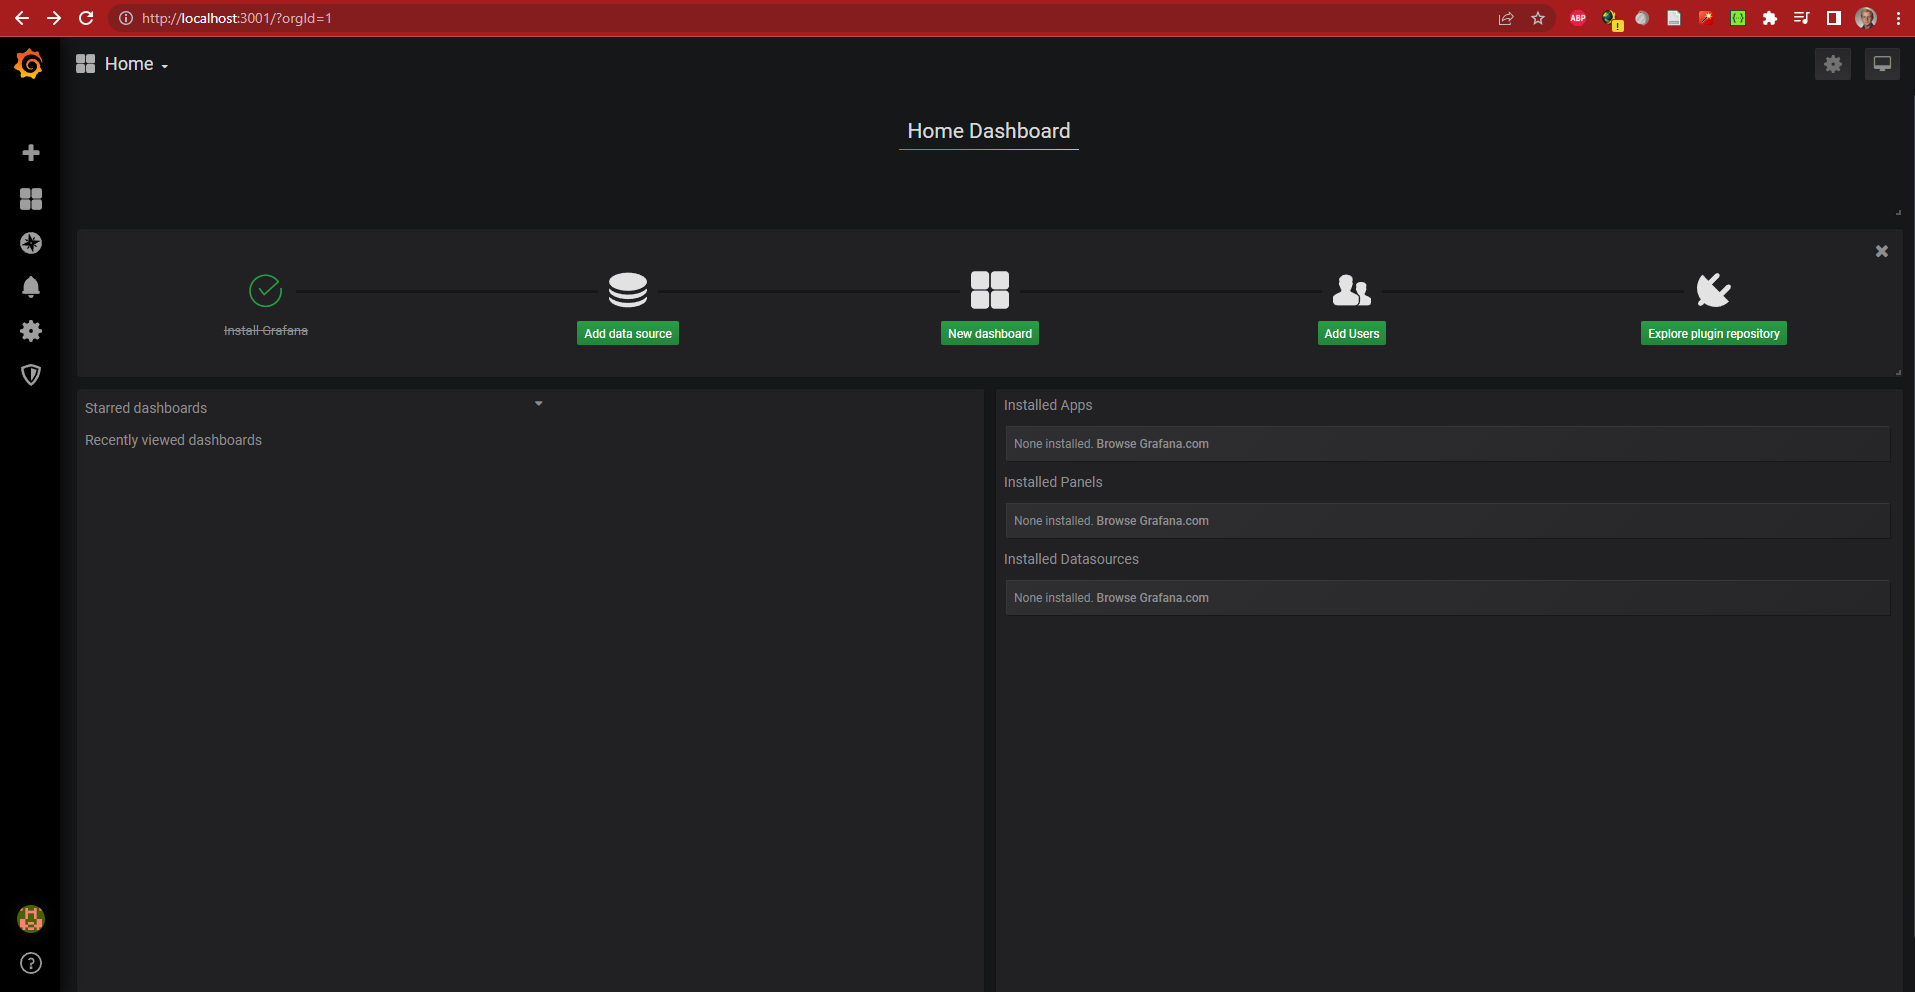 http://localhost:3001/?orgId=1
ABP
!
Home
Home Dashboard
Install Grafana
Add data source
New dashboard
Add Users
Explore plugin repository
Starred dashboards
Recently viewed dashboards
Installed Apps
None installed. Browse Grafana.com
Installed Panels
None installed. Browse Grafana.com
Installed Datasources
None installed. Browse Grafana.com
?